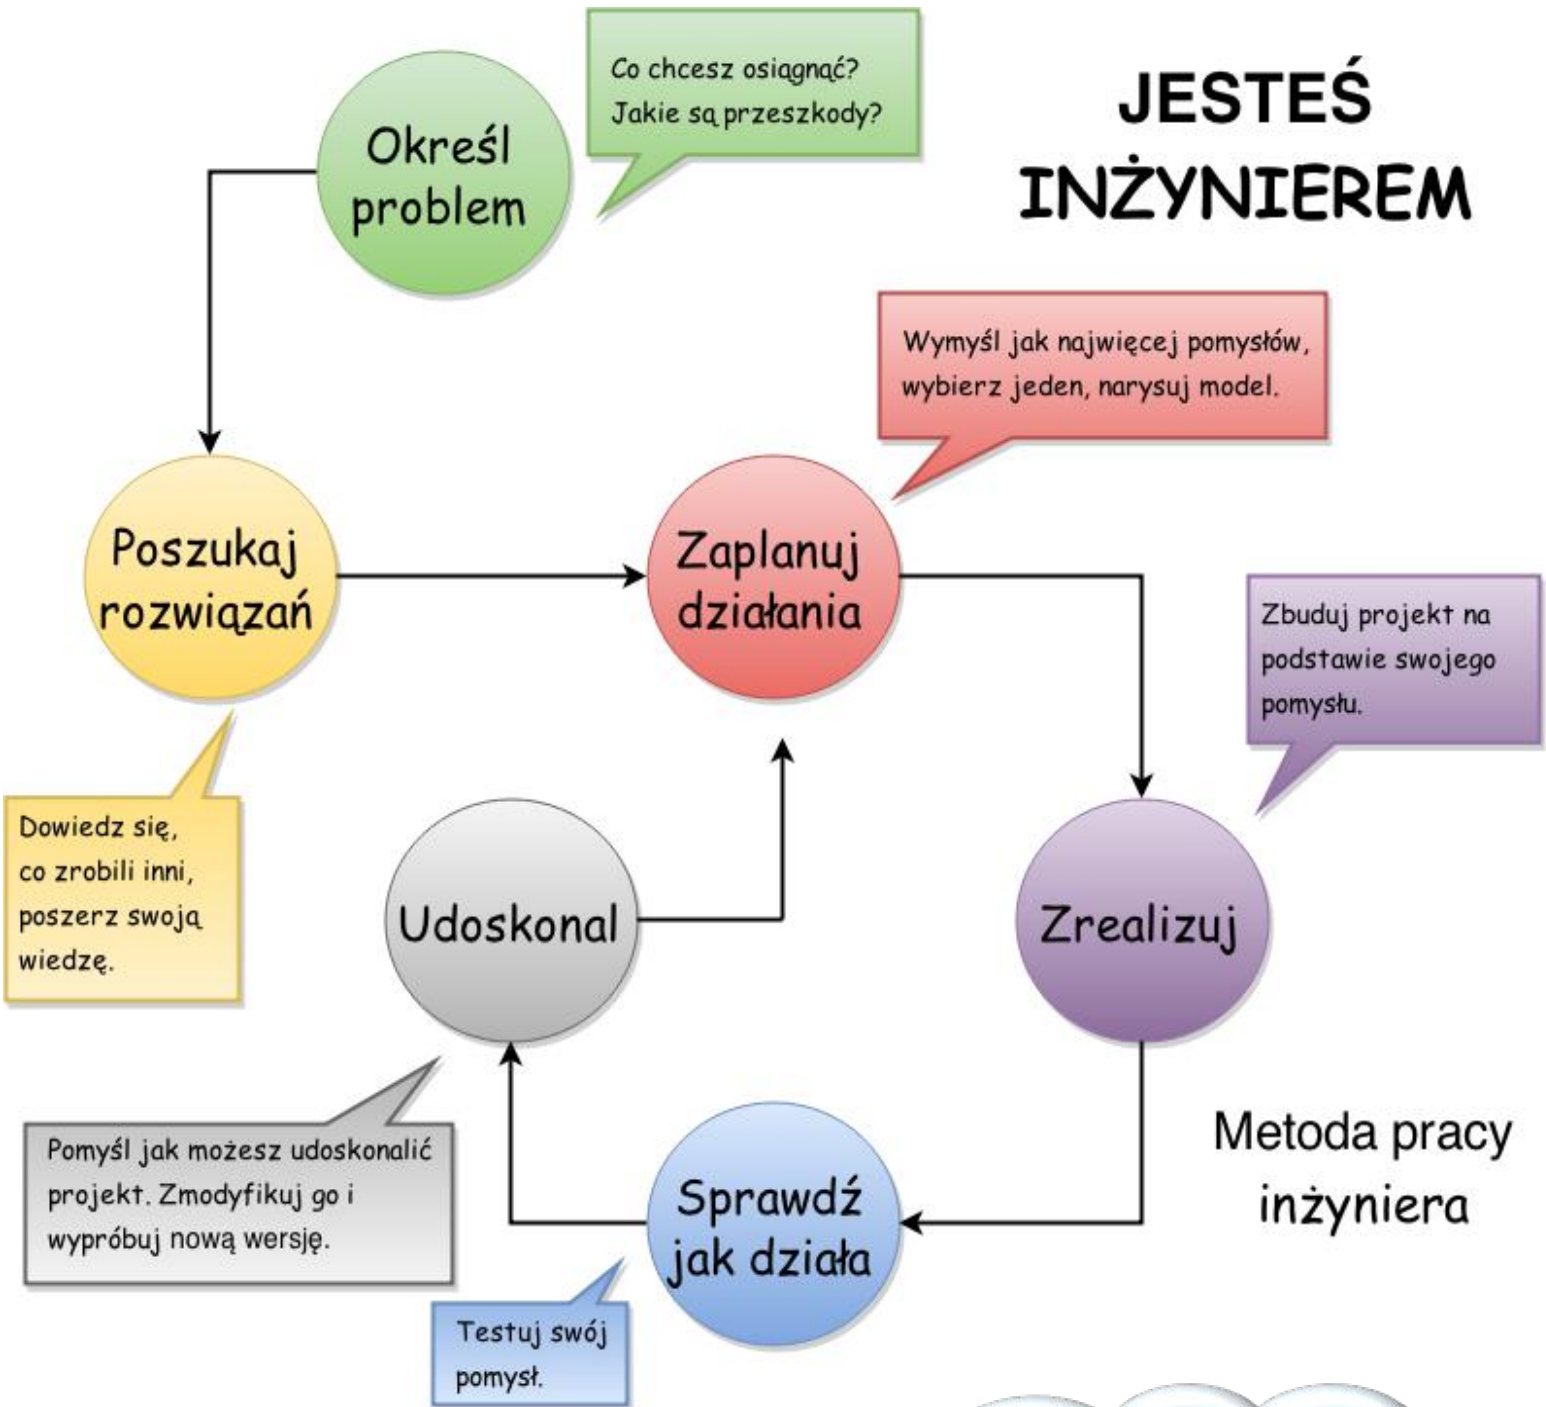 JESTEŚ
INŻYNIEREM
Określ
problem
Co chcesz osiągnąć?
Jakie są przeszkody?
Poszukaj
rozwiązań
Dowiedz się,
co zrobili inni,
poszerz swoją
wiedzę.
Zaplanuj
działania
Wymyśl jak najwięcej pomysłów,
wybierz jeden, narysuj model.
Zrealizuj
Zbuduj projekt na
podstawie swojego
pomysłu.
Sprawdź
jak działa
Testuj swój
pomysł.
Udoskonal
Pomyśl jak możesz udoskonalić
projekt. Zmodyfikuj go i
wypróbuj nową wersję.
Metoda pracy
inżyniera